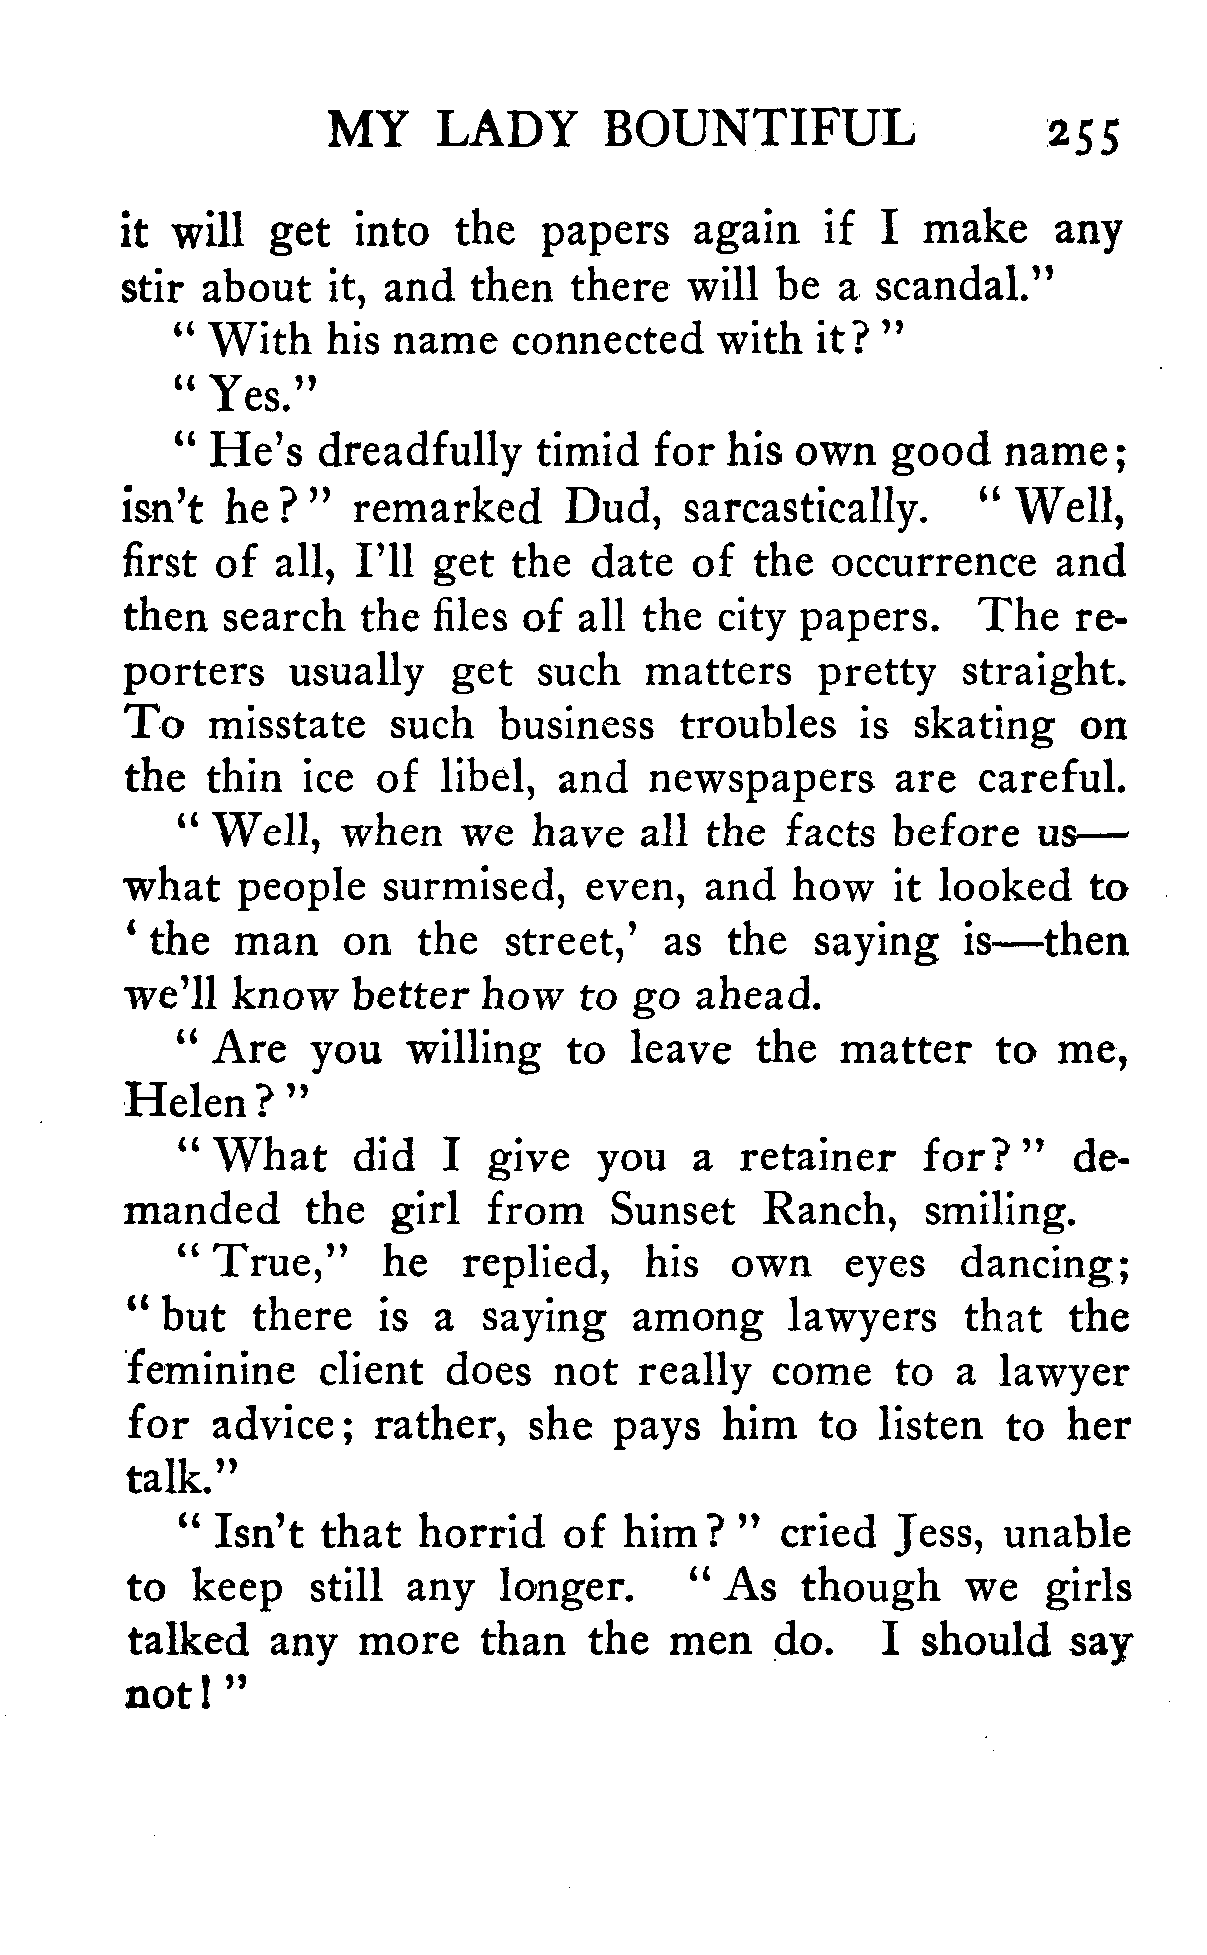 MY LADY BOUNTIFUL 255
it will get into the papers again if I make any
stir about it, and then there will be a scandal."
"With his name connected with it?"
"Yes."
"He's dreadfully timid for his own good name;
isn't he?" remarked Dud, sarcastically. "Well,
first of all, I'll get the date of the occurrence and
then search the files of all the city papers. The re-
porters usually get such matters pretty straight.
To misstate such business troubles is skating on
the thin ice of libel, and newspapers are careful.
"Well, when we have all the facts before us—
what people surmised, even, and how it looked to
'the man on the street,' as the saying is—then
we'll know better how to go ahead.
"Are you willing to leave the matter to me,
Helen?"
"What did I give you a retainer for?" de-
manded the girl from Sunset Ranch, smiling.
"True," he replied, his own eyes dancing;
"but there is a saying among lawyers that the
feminine client does not really come to a lawyer
for advice; rather, she pays him to listen to her
talk."
"Isn't that horrid of him?" cried Jess, unable
to keep still any longer. "As though we girls
talked any more than the men do. I should say
not!"